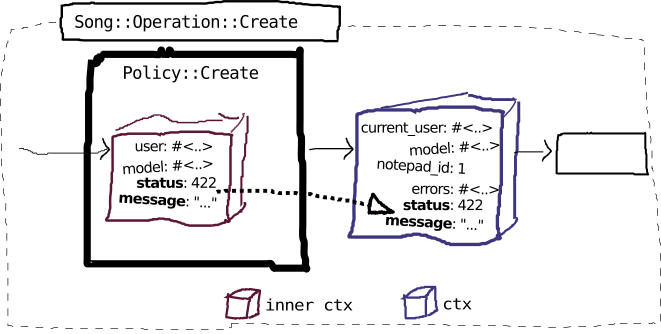 Song::Operation::Create
Policy::Create
user: #<..>
model: #<..>
status: 422
message: "..."
current_user: #<..>
model: #<..>
notepad_id: 1
errors: #<..>
status: 422
message: "..."
inner ctx
ctx